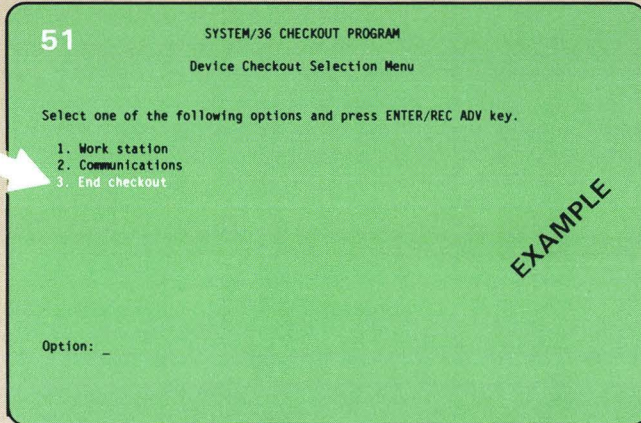 51
SYSTEM/36 CHECKOUT PROGRAM
Device Checkout Selection Menu
Select one of the following options and press ENTER/REC ADV key.
1. Work station
2. Communications
3. End checkout
EXAMPLE
Option: _